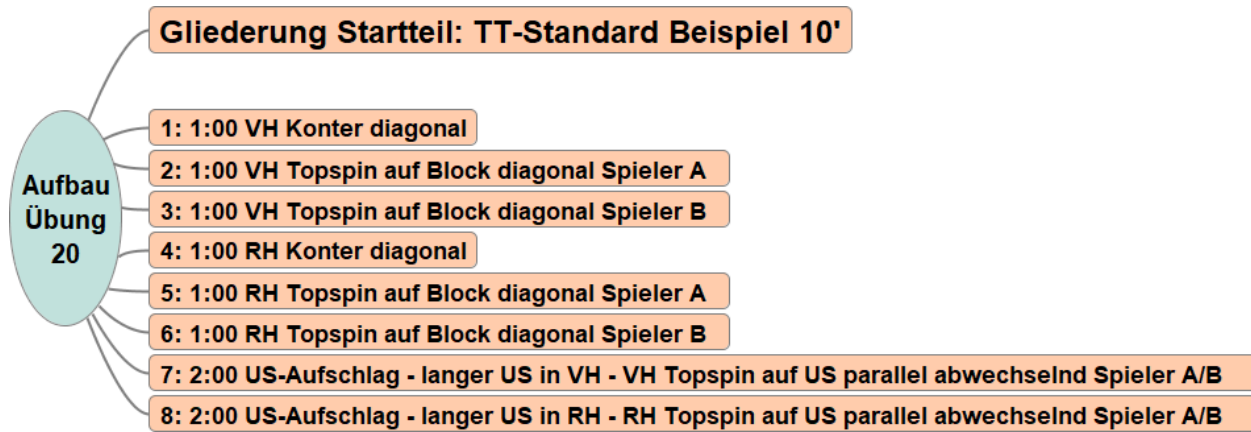 Gliederung Startteil: TT-Standard Beispiel 10'
Aufbau
Übung
20
1: 1:00 VH Konter diagonal
2: 1:00 VH Topspin auf Block diagonal Spieler A
3: 1:00 VH Topspin auf Block diagonal Spieler B
4: 1:00 RH Konter diagonal
5: 1:00 RH Topspin auf Block diagonal Spieler A
6: 1:00 RH Topspin auf Block diagonal Spieler B
7: 2:00 US-Aufschlag - langer US in VH - VH Topspin auf US parallel abwechselnd Spieler A/B
8: 2:00 US-Aufschlag - langer US in RH - RH Topspin auf US parallel abwechselnd Spieler A/B